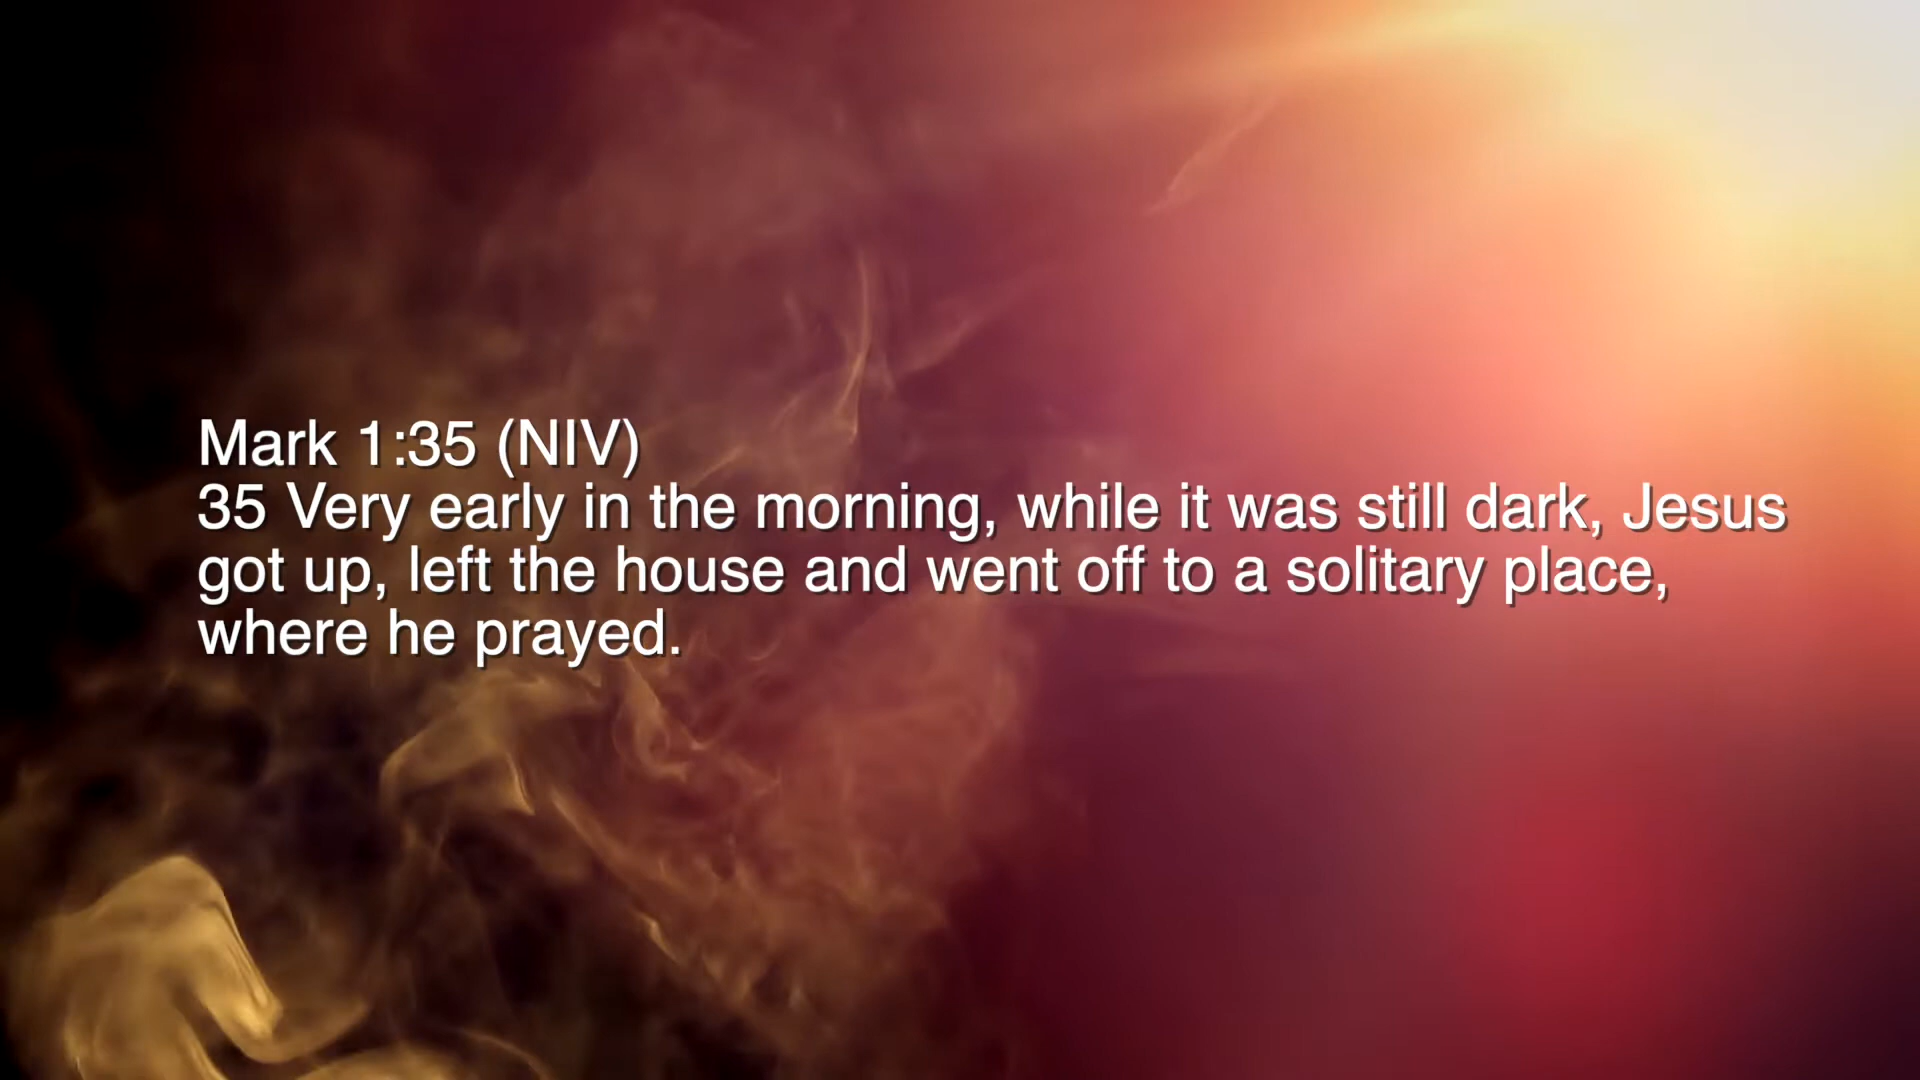 Mark 1:35 (NIV)
35 Very early in the morning, while it was still dark, Jesus
got up, left the house and went off to a solitary place,
where he prayed.